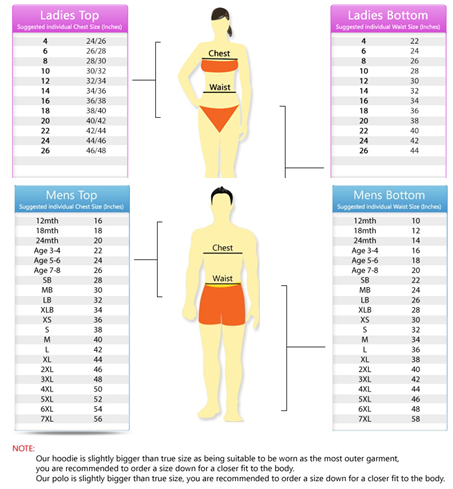 Ladies Top
Suggested individual Chest Size (Inches)
4 24/26
6 26/28
8 28/30
10 30/32
12 32/34
14 34/36
16 36/38
18 38/40
20 40/42
22 42/44
24 44/46
26 46/48
Chest
Waist
Ladies Bottom
Suggested individual Waist Size (Inches)
4 22
6 24
8 26
10 28
12 30
14 32
16 34
18 36
20 38
22 40
24 42
26 44
Mens Top
Suggested individual Chest Size (Inches)
12mth 16
18mth 18
24mth 20
Age 3-4 22
Age 5-6 24
Age 7-8 26
SB 28
MB 30
LB 32
XLB 34
XS 36
S 38
M 40
L 42
XL 44
2XL 46
3XL 48
4XL 50
5XL 52
6XL 54
7XL 56
Chest
Waist
Mens Bottom
Suggested individual Waist Size (Inches)
12mth 10
18mth 12
24mth 14
Age 3-4 16
Age 5-6 18
Age 7-8 20
SB 22
MB 24
LB 26
XLB 28
XS 30
S 32
M 34
L 36
XL 38
2XL 40
3XL 42
4XL 44
5XL 46
6XL 48
7XL 58
NOTE:
Our hoodie is slightly bigger than true size as being suitable to be worn as the most outer garment,
you are recommended to order a size down for a closer fit to the body.
Our polo is slightly bigger than true size, you are recommended to order a size down for a closer fit to the body.